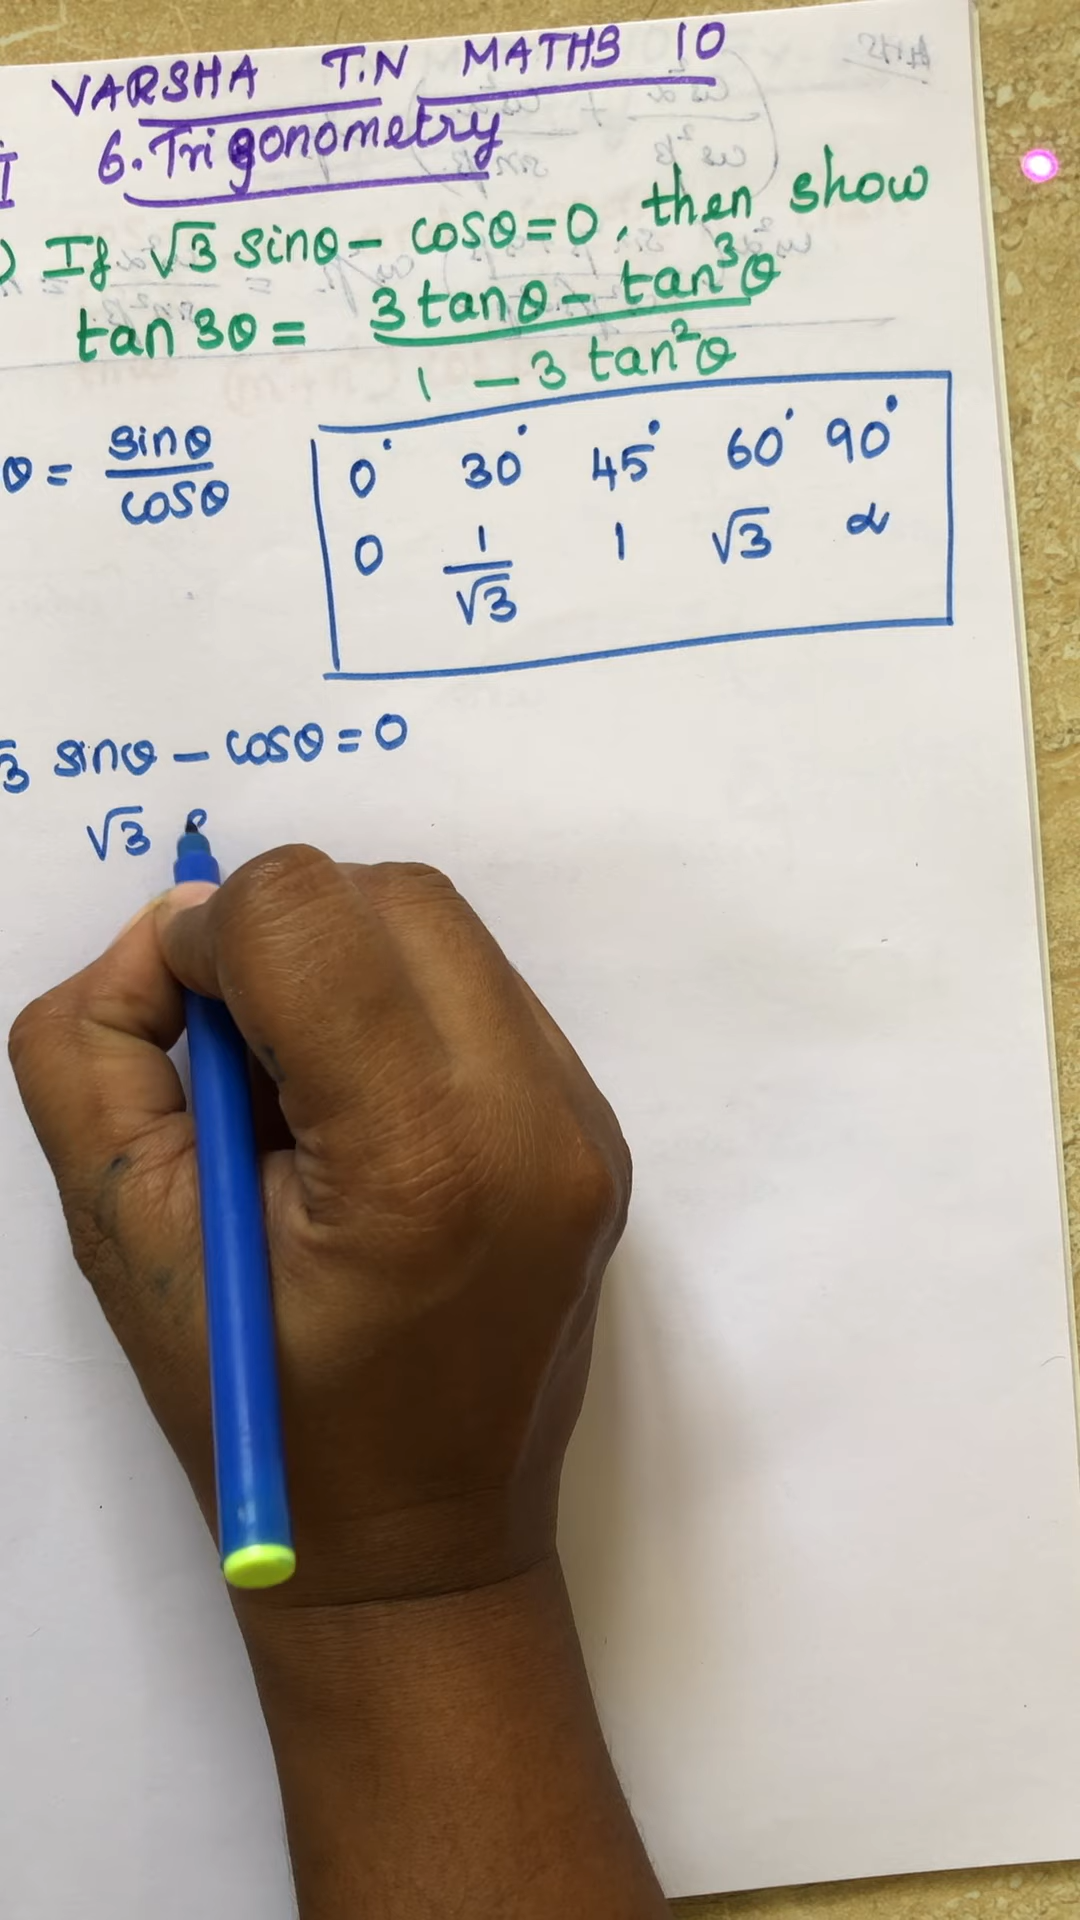 VARSHA T.N MATHS 10
6. Trigonometry
) If √3 sinθ − cosθ = 0, then show
tan 3θ = (3 tanθ − tan³θ) / (1 − 3 tan²θ)
θ = sinθ / cosθ
0° 30° 45° 60° 90°
0 1/√3 1 √3 ∝
√3 sinθ − cosθ = 0
√3